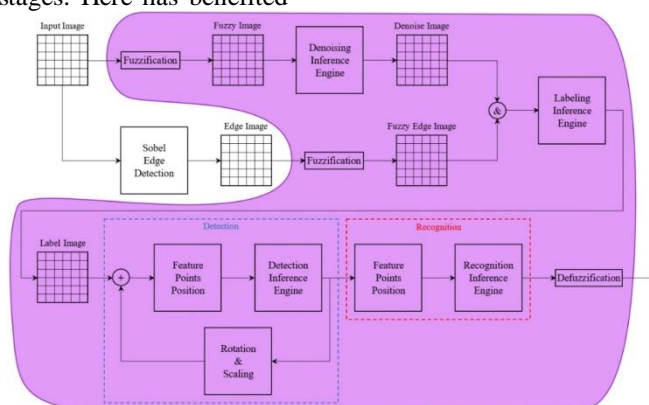 stages. Here has benefited
Input Image
Fuzzification
Fuzzy Image
Denoising
Inference
Engine
Denoise Image
&
Labeling
Inference
Engine
Sobel
Edge
Detection
Edge Image
Fuzzification
Fuzzy Edge Image
Label Image
Detection
+
Feature
Points
Position
Detection
Inference
Engine
Rotation
&
Scaling
Recognition
Feature
Points
Position
Recognition
Inference
Engine
Defuzzification